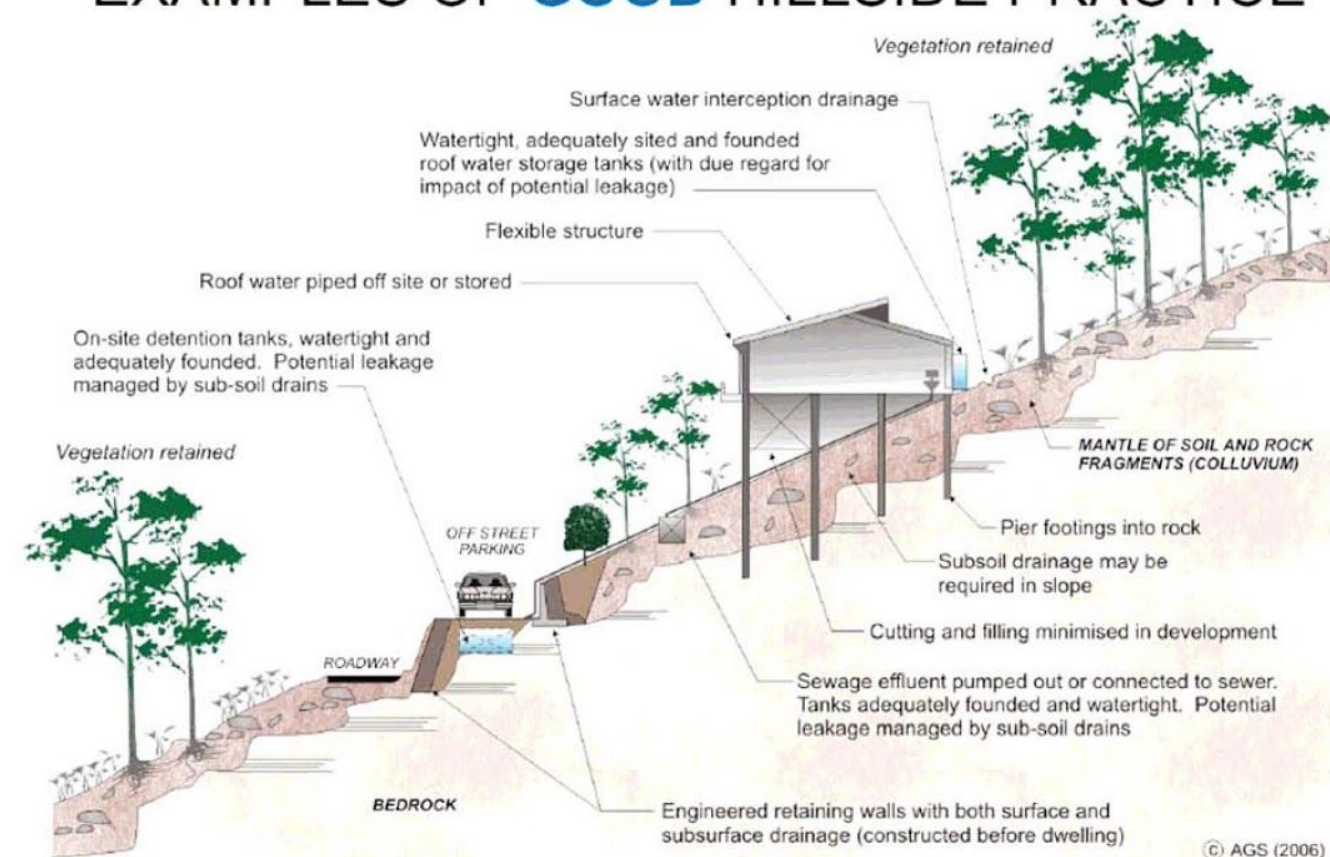 EXAMPLES OF GOOD HILLSIDE PRACTICE
Vegetation retained
Surface water interception drainage
Watertight, adequately sited and founded
roof water storage tanks (with due regard for
impact of potential leakage)
Flexible structure
Roof water piped off site or stored
On-site detention tanks, watertight and
adequately founded. Potential leakage
managed by sub-soil drains
Vegetation retained
MANTLE OF SOIL AND ROCK
FRAGMENTS (COLLUVIUM)
OFF STREET
PARKING
Pier footings into rock
Subsoil drainage may be
required in slope
Cutting and filling minimised in development
ROADWAY
Sewage effluent pumped out or connected to sewer.
Tanks adequately founded and watertight. Potential
leakage managed by sub-soil drains
BEDROCK
Engineered retaining walls with both surface and
subsurface drainage (constructed before dwelling)
© AGS (2006)